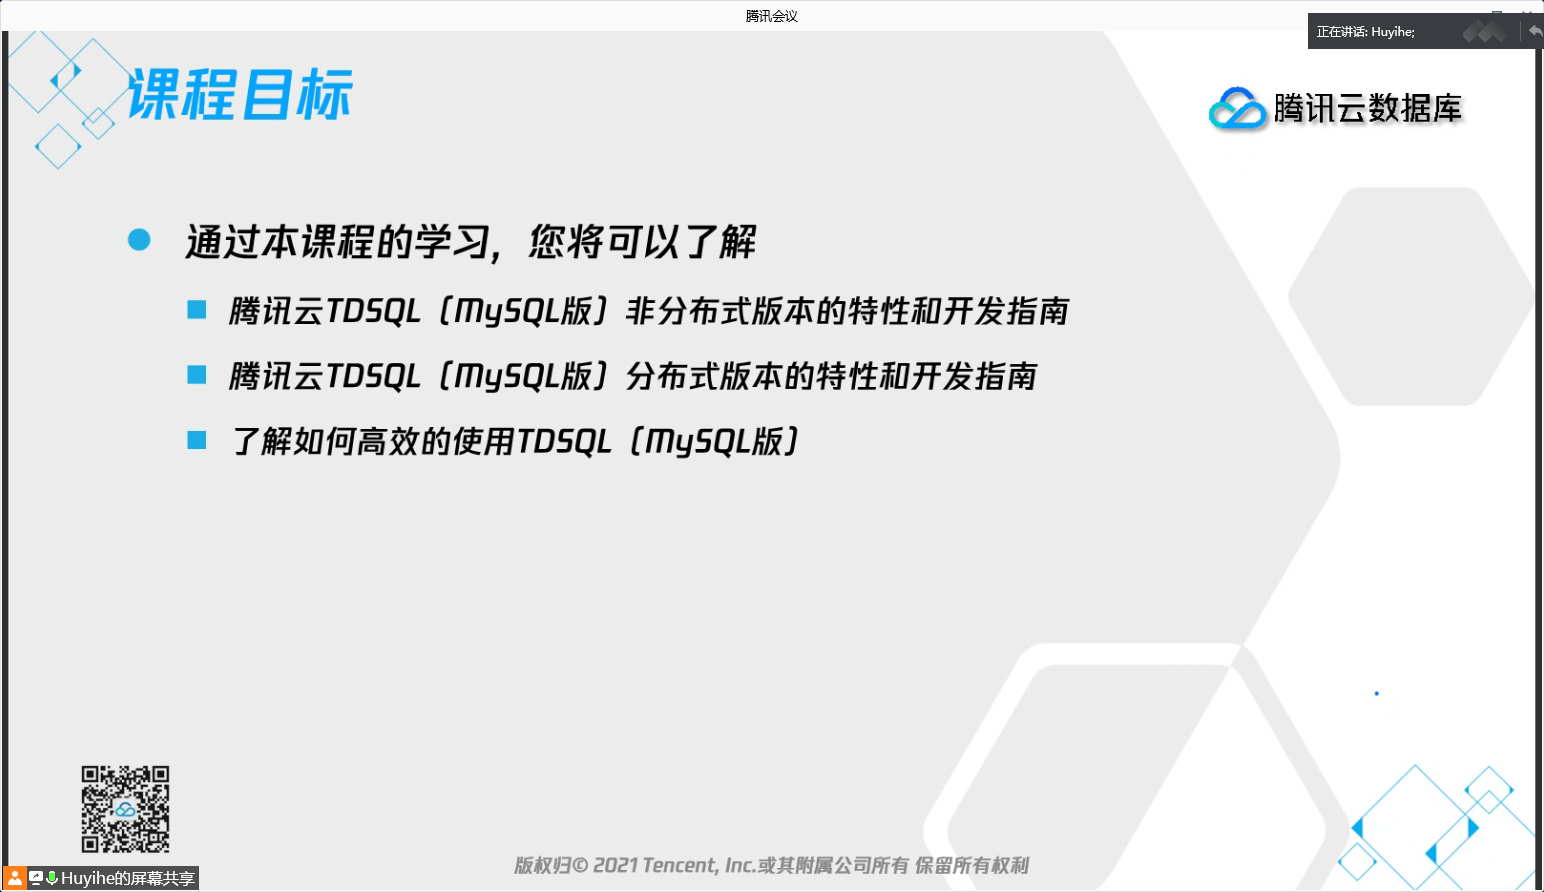 腾讯会议
正在讲话: Huyihe;
课程目标
腾讯云数据库
通过本课程的学习，您将可以了解
腾讯云TDSQL（MySQL版）非分布式版本的特性和开发指南
腾讯云TDSQL（MySQL版）分布式版本的特性和开发指南
了解如何高效的使用TDSQL（MySQL版）
版权归© 2021 Tencent, Inc.或其附属公司所有 保留所有权利
Huyihe的屏幕共享